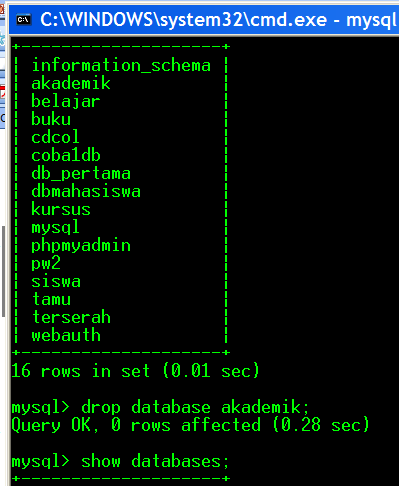 C:\WINDOWS\system32\cmd.exe - mysql
+--------------------+
| information_schema |
| akademik |
| belajar |
| buku |
| cdcol |
| coba1db |
| db_pertama |
| dbmahasiswa |
| kursus |
| mysql |
| phpmyadmin |
| pw2 |
| siswa |
| tamu |
| terserah |
| webauth |
+--------------------+
16 rows in set (0.01 sec)
mysql> drop database akademik;
Query OK, 0 rows affected (0.28 sec)
mysql> show databases;
+--------------------+